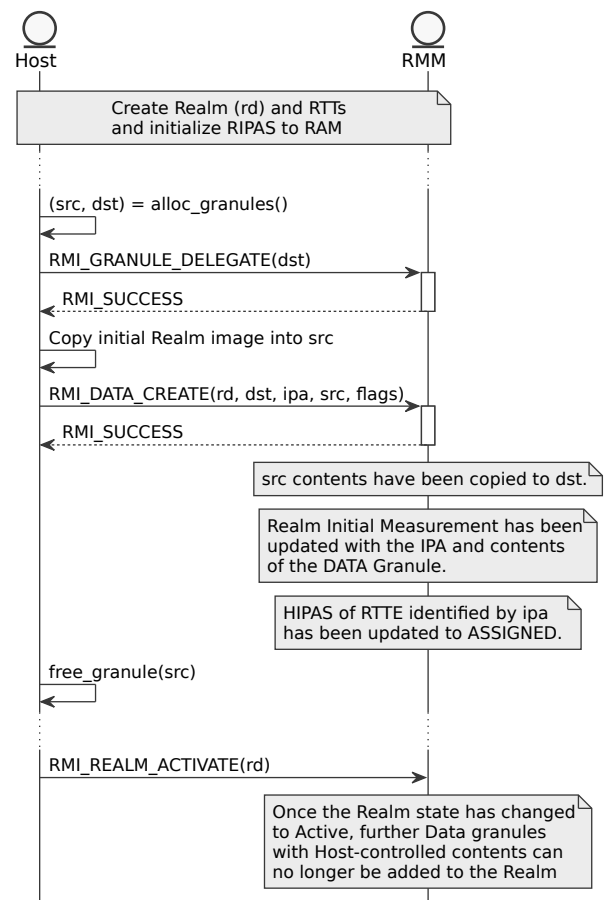 Host
RMM
Create Realm (rd) and RTTs
and initialize RIPAS to RAM
(src, dst) = alloc_granules()
RMI_GRANULE_DELEGATE(dst)
RMI_SUCCESS
Copy initial Realm image into src
RMI_DATA_CREATE(rd, dst, ipa, src, flags)
RMI_SUCCESS
src contents have been copied to dst.
Realm Initial Measurement has been
updated with the IPA and contents
of the DATA Granule.
HIPAS of RTTE identified by ipa
has been updated to ASSIGNED.
free_granule(src)
RMI_REALM_ACTIVATE(rd)
Once the Realm state has changed
to Active, further Data granules
with Host-controlled contents can
no longer be added to the Realm